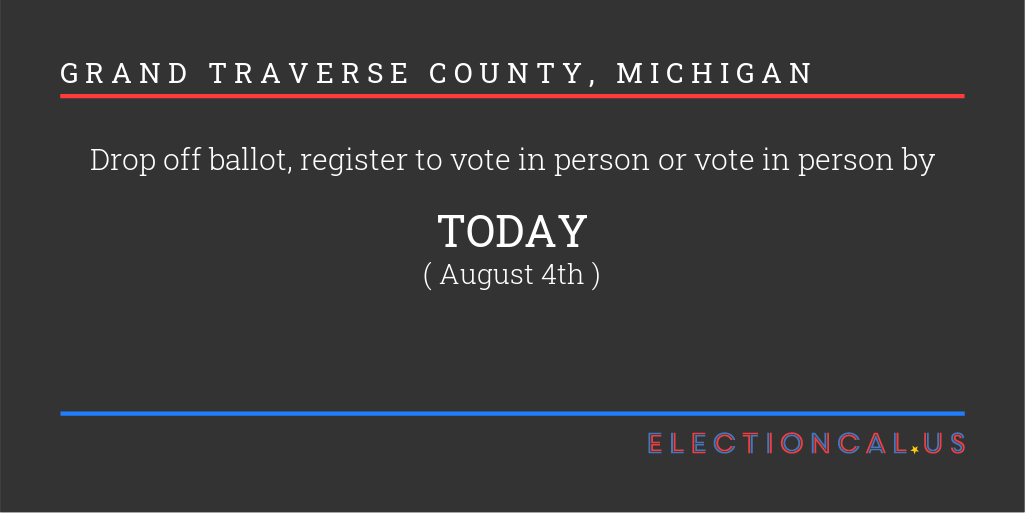 GRAND TRAVERSE COUNTY, MICHIGAN
Drop off ballot, register to vote in person or vote in person by
TODAY
( August 4th )
ELECTIONCAL.US